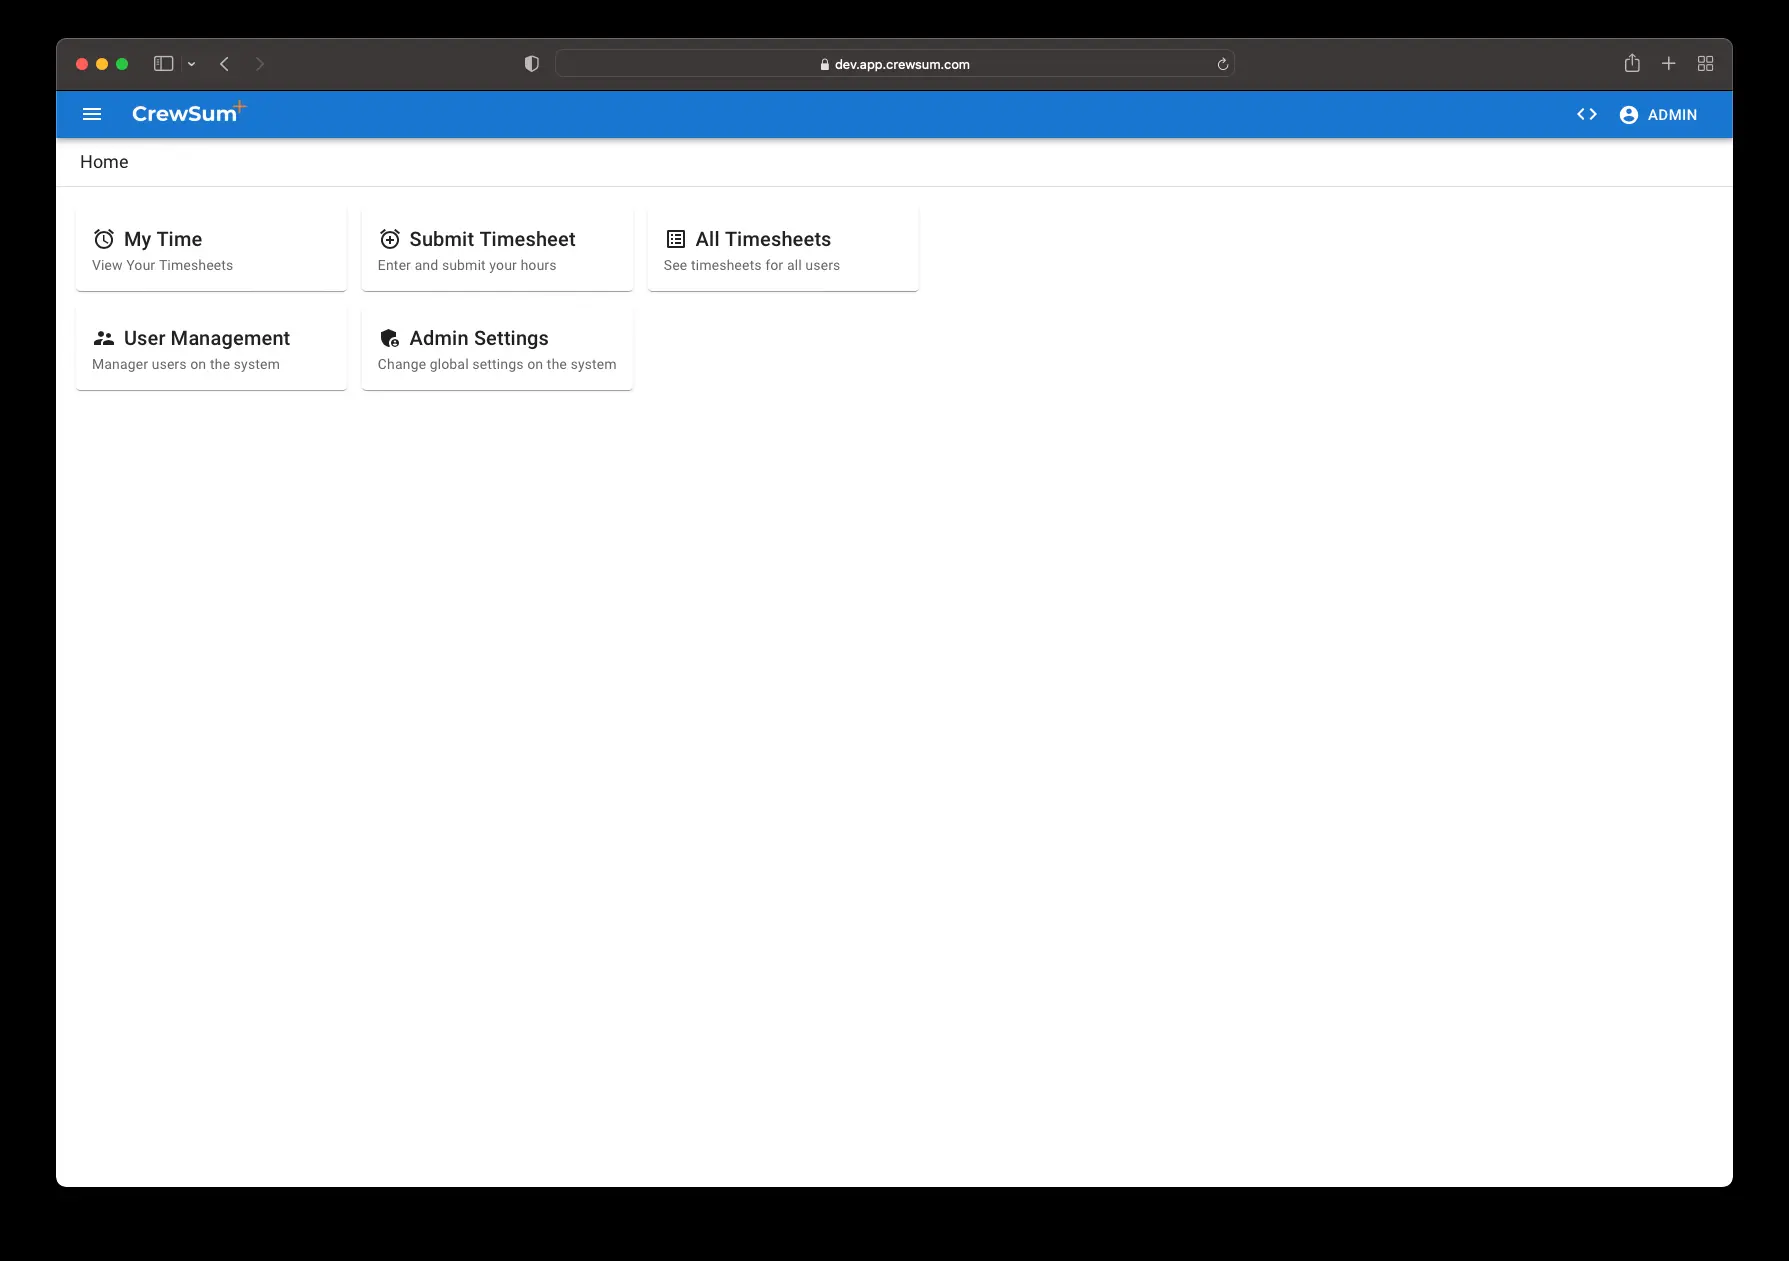 dev.app.crewsum.com
CrewSum+
ADMIN
Home
My Time
View Your Timesheets
Submit Timesheet
Enter and submit your hours
All Timesheets
See timesheets for all users
User Management
Manager users on the system
Admin Settings
Change global settings on the system